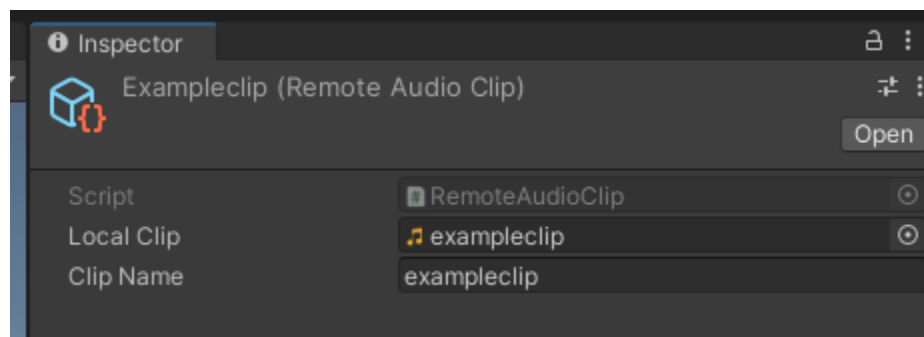 Inspector
Exampleclip (Remote Audio Clip)
Open
Script RemoteAudioClip
Local Clip exampleclip
Clip Name exampleclip